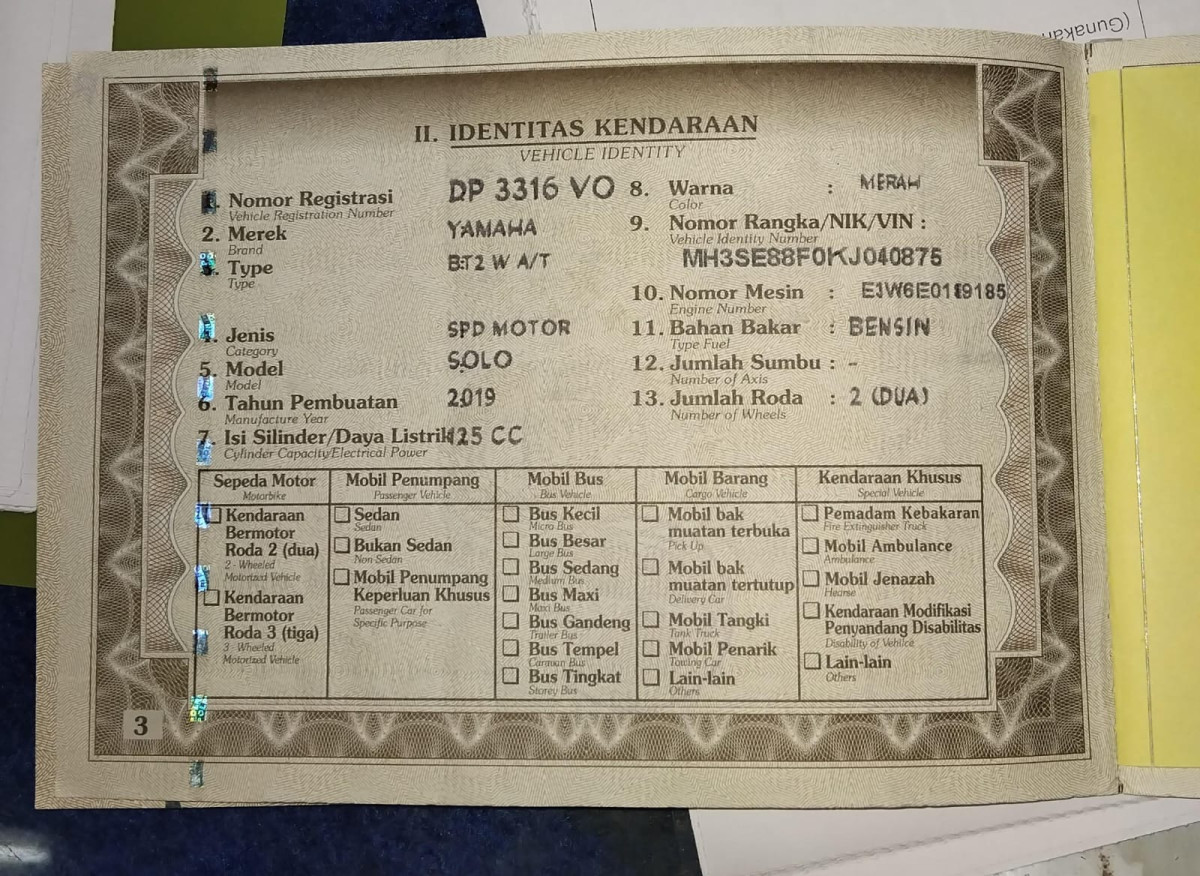 (Gunakan
II. IDENTITAS KENDARAAN
VEHICLE IDENTITY
1. Nomor Registrasi DP 3316 VO
Vehicle Registration Number
2. Merek YAMAHA
Brand
3. Type B:T2 W A/T
Type
4. Jenis SPD MOTOR
Category
5. Model SOLO
Model
6. Tahun Pembuatan 2019
Manufacture Year
7. Isi Silinder/Daya Listrik 125 CC
Cylinder Capacity/Electrical Power
8. Warna : MERAH
Color
9. Nomor Rangka/NIK/VIN :
Vehicle Identity Number
MH3SE88F0KJ040875
10. Nomor Mesin :
Engine Number
11. Bahan Bakar : BENSIN
Type Fuel
12. Jumlah Sumbu : -
Number of Axis
13. Jumlah Roda : 2 (DUA)
Number of Wheels
Sepeda Motor
Motorbike
Kendaraan
Bermotor
Roda 2 (dua)
2 - Wheeled
Motorized Vehicle
Kendaraan
Bermotor
Roda 3 (tiga)
3 - Wheeled
Motorized Vehicle
Mobil Penumpang
Passenger Vehicle
Sedan
Sedan
Bukan Sedan
Non Sedan
Mobil Penumpang
Keperluan Khusus
Passenger Car for
Specific Purpose
Mobil Bus
Bus Vehicle
Bus Kecil
Micro Bus
Bus Besar
Large Bus
Bus Sedang
Medium Bus
Bus Maxi
Maxi Bus
Bus Gandeng
Trailer Bus
Bus Tempel
Caravan Bus
Bus Tingkat
Storey Bus
Mobil Barang
Cargo Vehicle
Mobil bak
muatan terbuka
Pick Up
Mobil bak
muatan tertutup
Delivery Car
Mobil Tangki
Tank Truck
Mobil Penarik
Towing Car
Lain-lain
Others
Kendaraan Khusus
Special Vehicle
Pemadam Kebakaran
Fire Extinguisher Truck
Mobil Ambulance
Ambulance
Mobil Jenazah
Hearse
Kendaraan Modifikasi
Penyandang Disabilitas
Disability of Vehilce
Lain-lain
Others
3